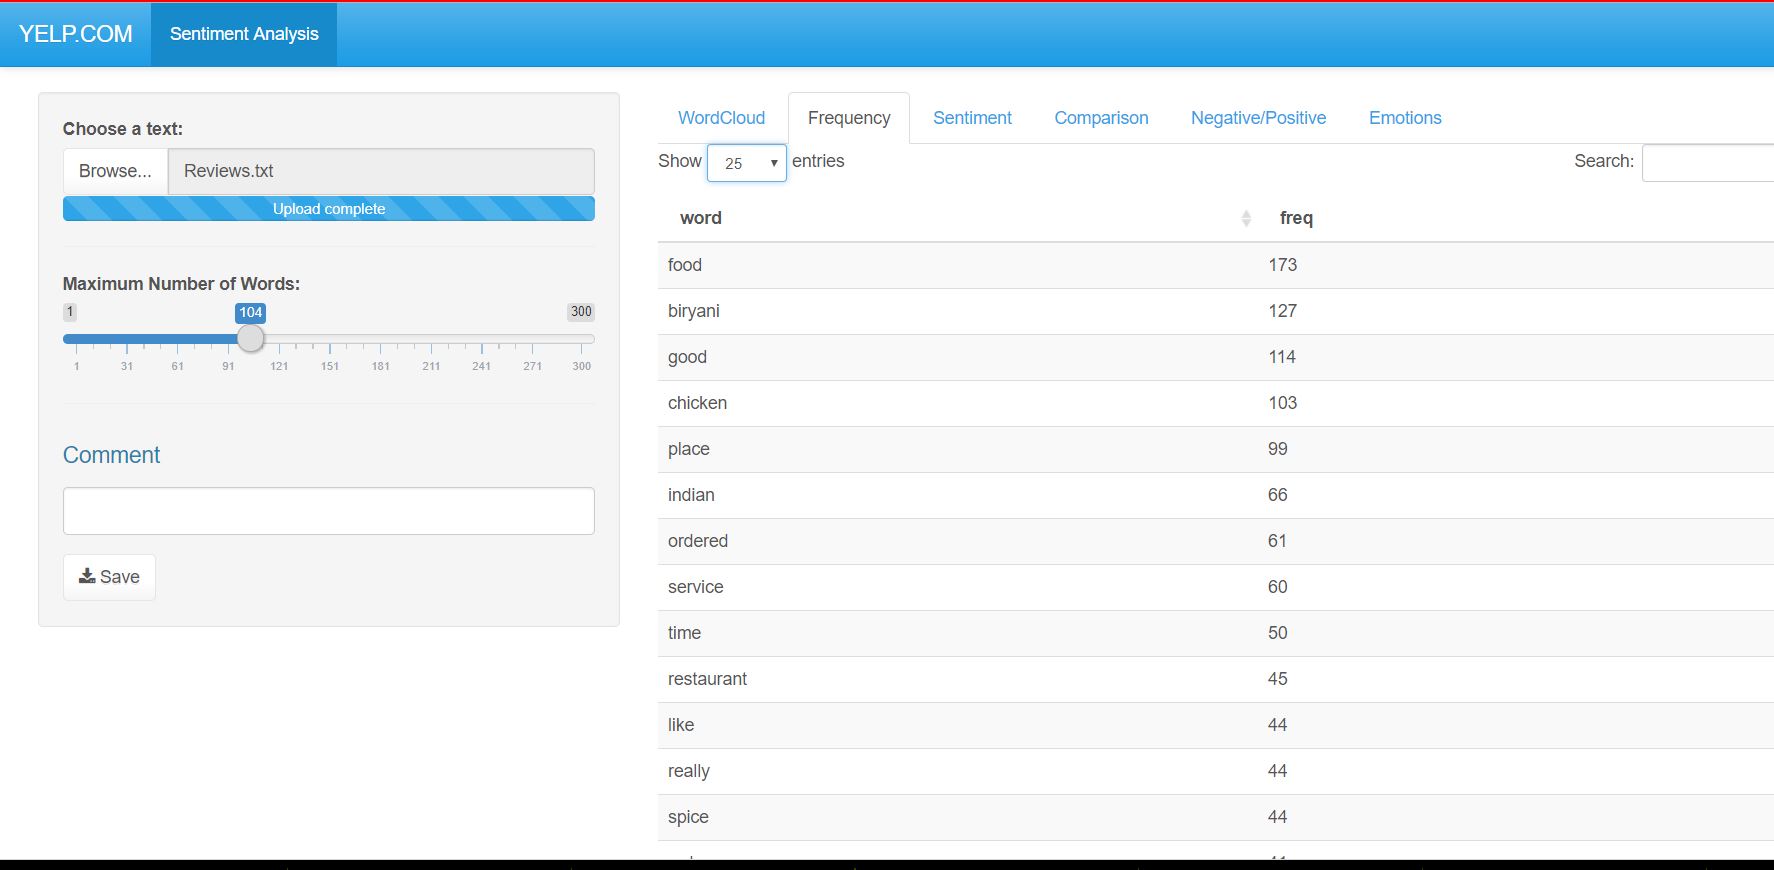 YELP.COM Sentiment Analysis
Choose a text:
Browse... Reviews.txt
Upload complete
Maximum Number of Words:
1 104 300
1 31 61 91 121 151 181 211 241 271 300
Comment
Save
WordCloud Frequency Sentiment Comparison Negative/Positive Emotions
Show 25 entries Search:
word freq
food 173
biryani 127
good 114
chicken 103
place 99
indian 66
ordered 61
service 60
time 50
restaurant 45
like 44
really 44
spice 44